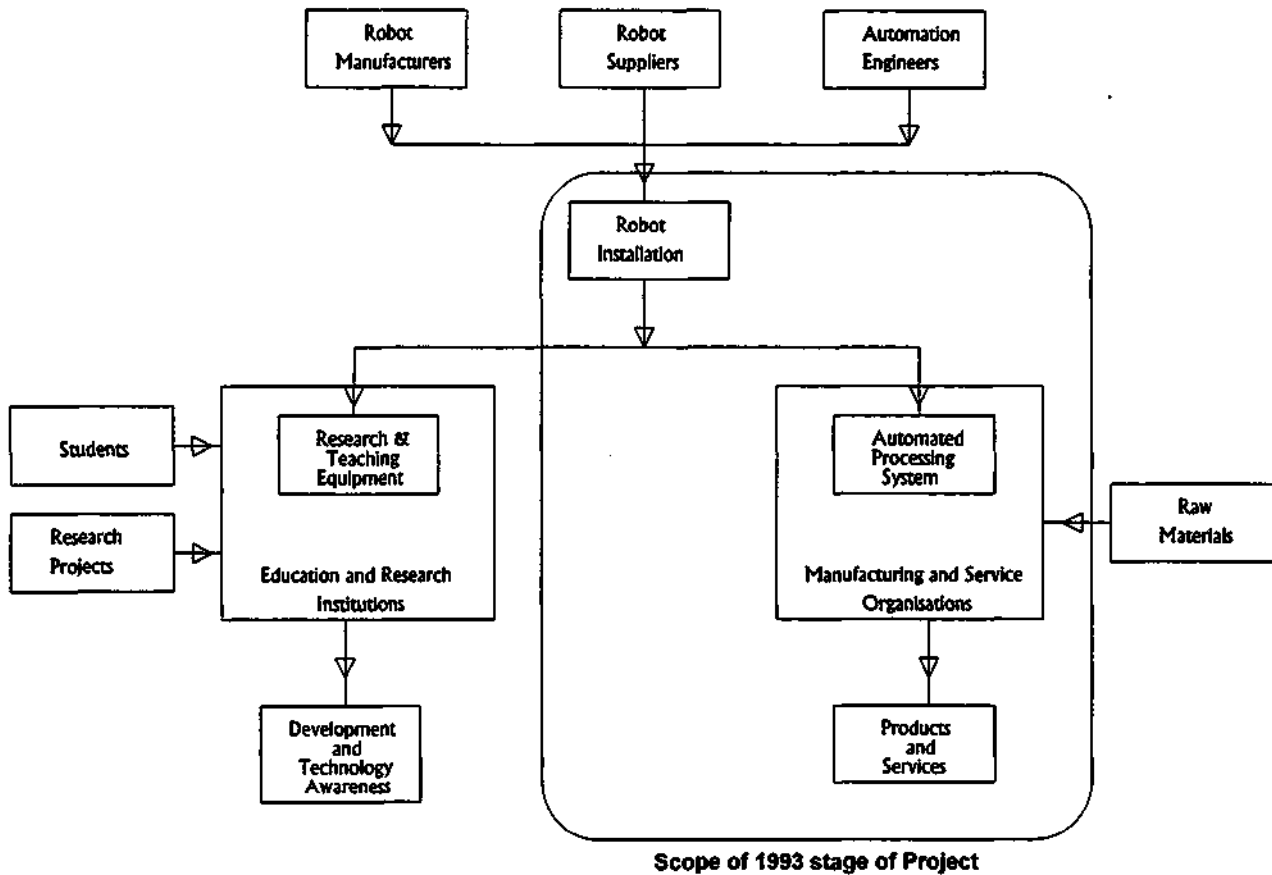 Robot
Manufacturers
Robot
Suppliers
Automation
Engineers
Robot
Installation
Students
Research &
Teaching
Equipment
Automated
Processing
System
Research
Projects
Raw
Materials
Education and Research
Institutions
Manufacturing and Service
Organisations
Development
and
Technology
Awareness
Products
and
Services
Scope of 1993 stage of Project